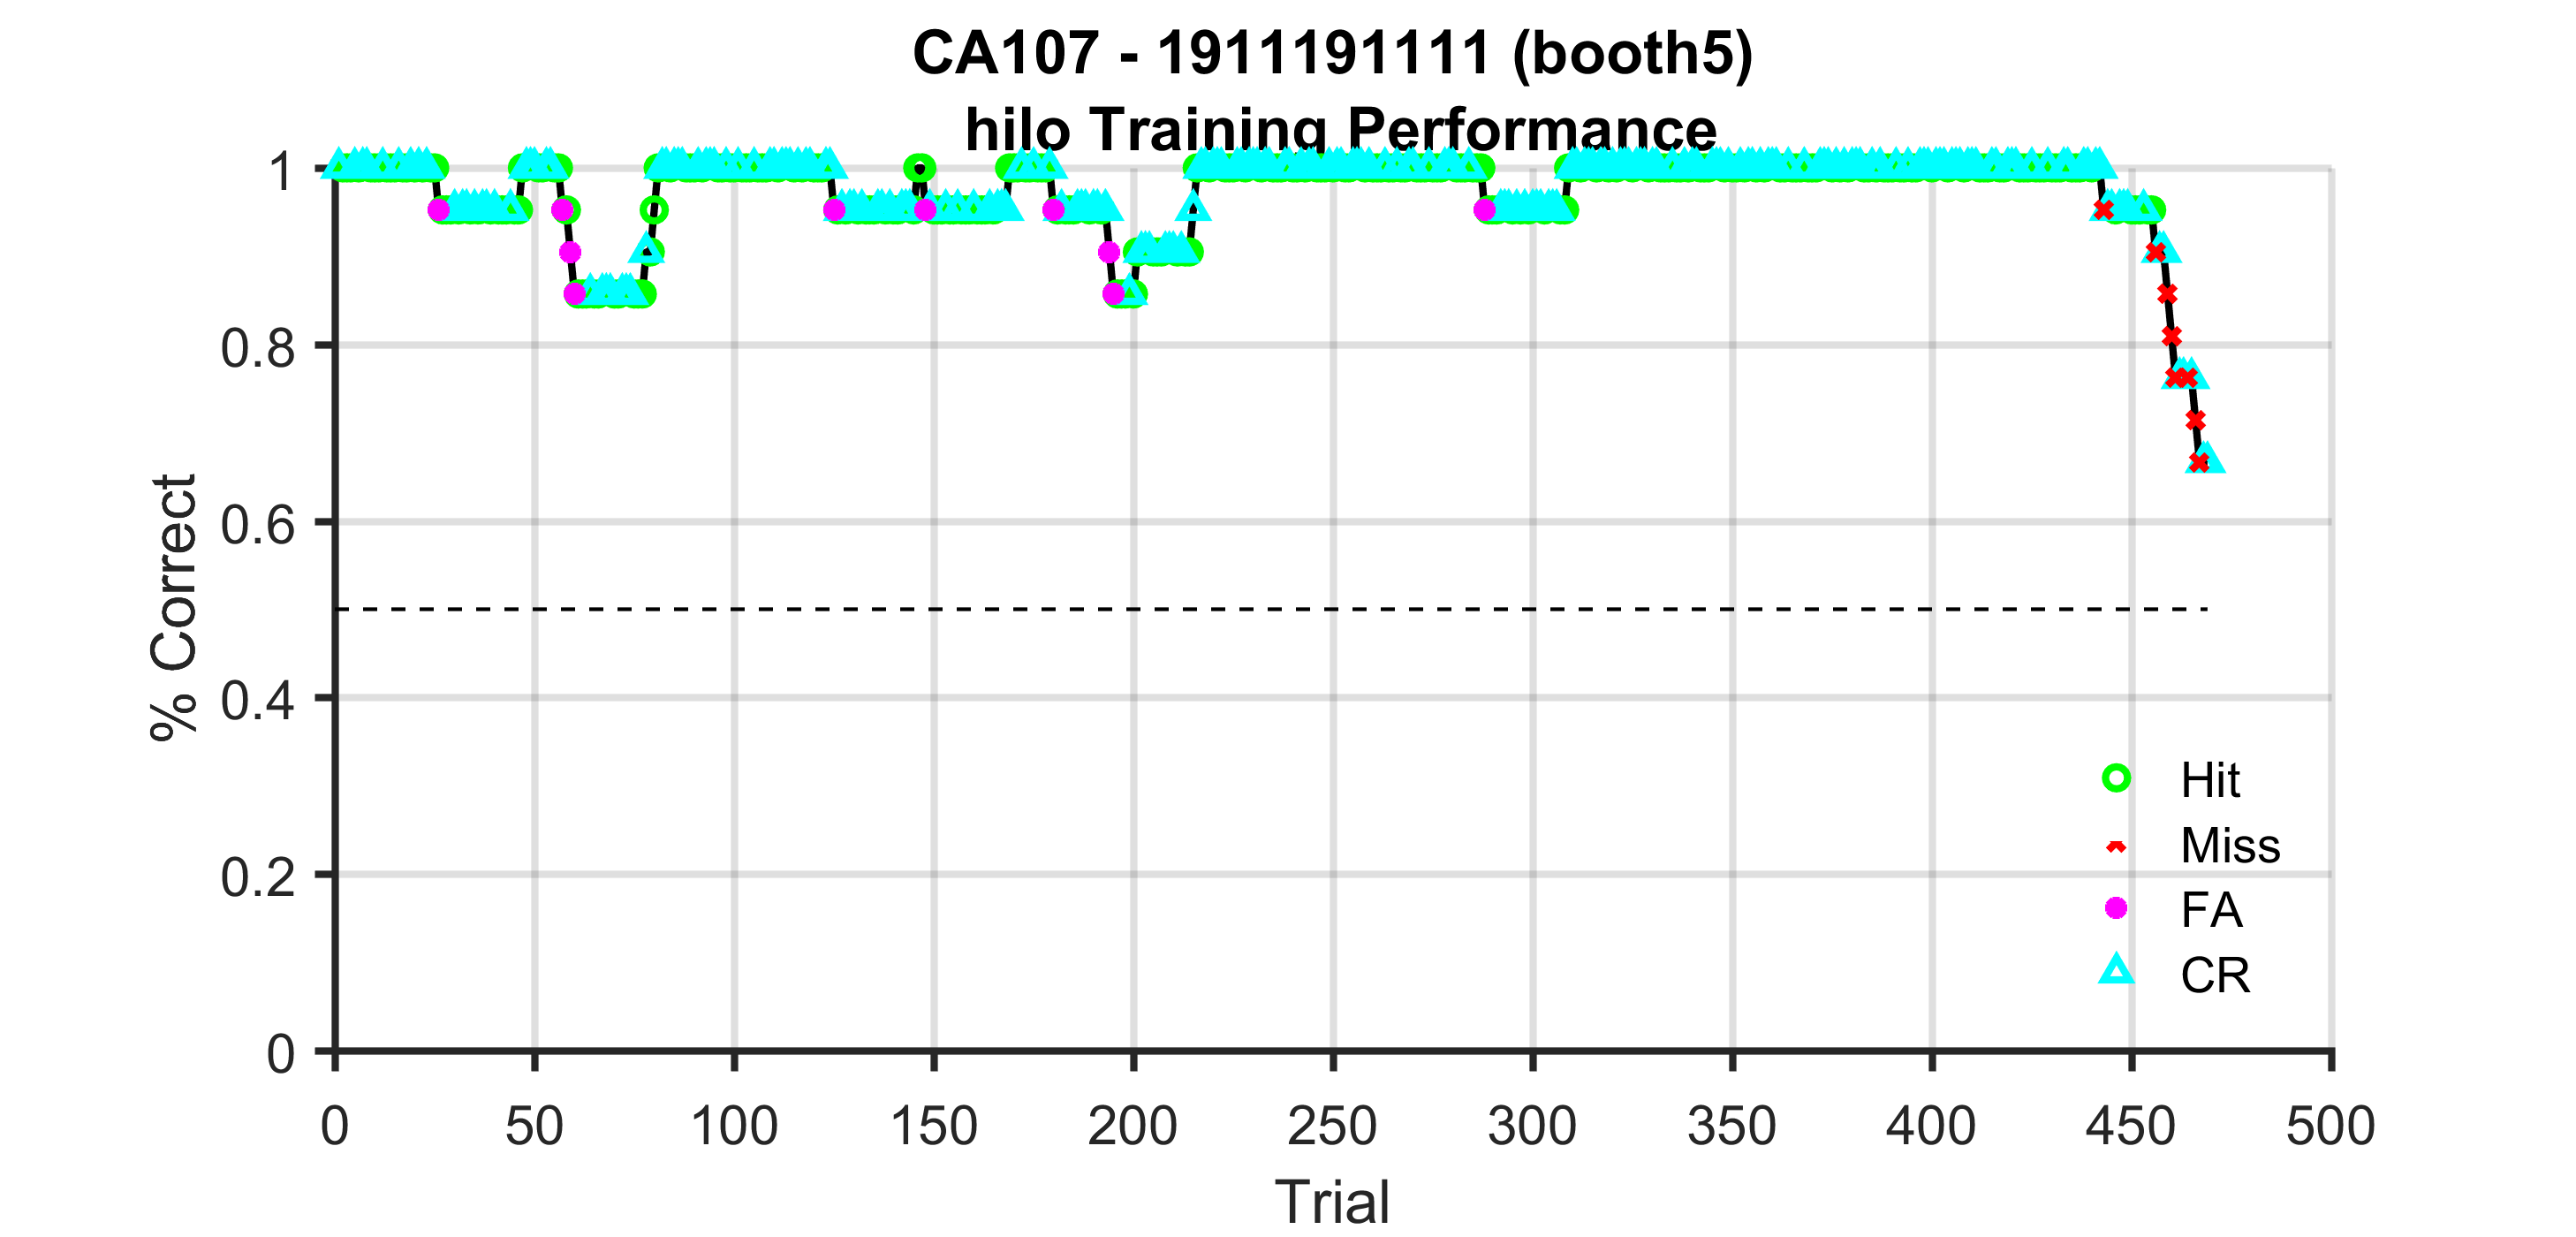 CA107 - 1911191111 (booth5)
hilo Training Performance
% Correct
1
0.8
0.6
0.4
0.2
0
0 50 100 150 200 250 300 350 400 450 500
Trial
Hit
Miss
FA
CR